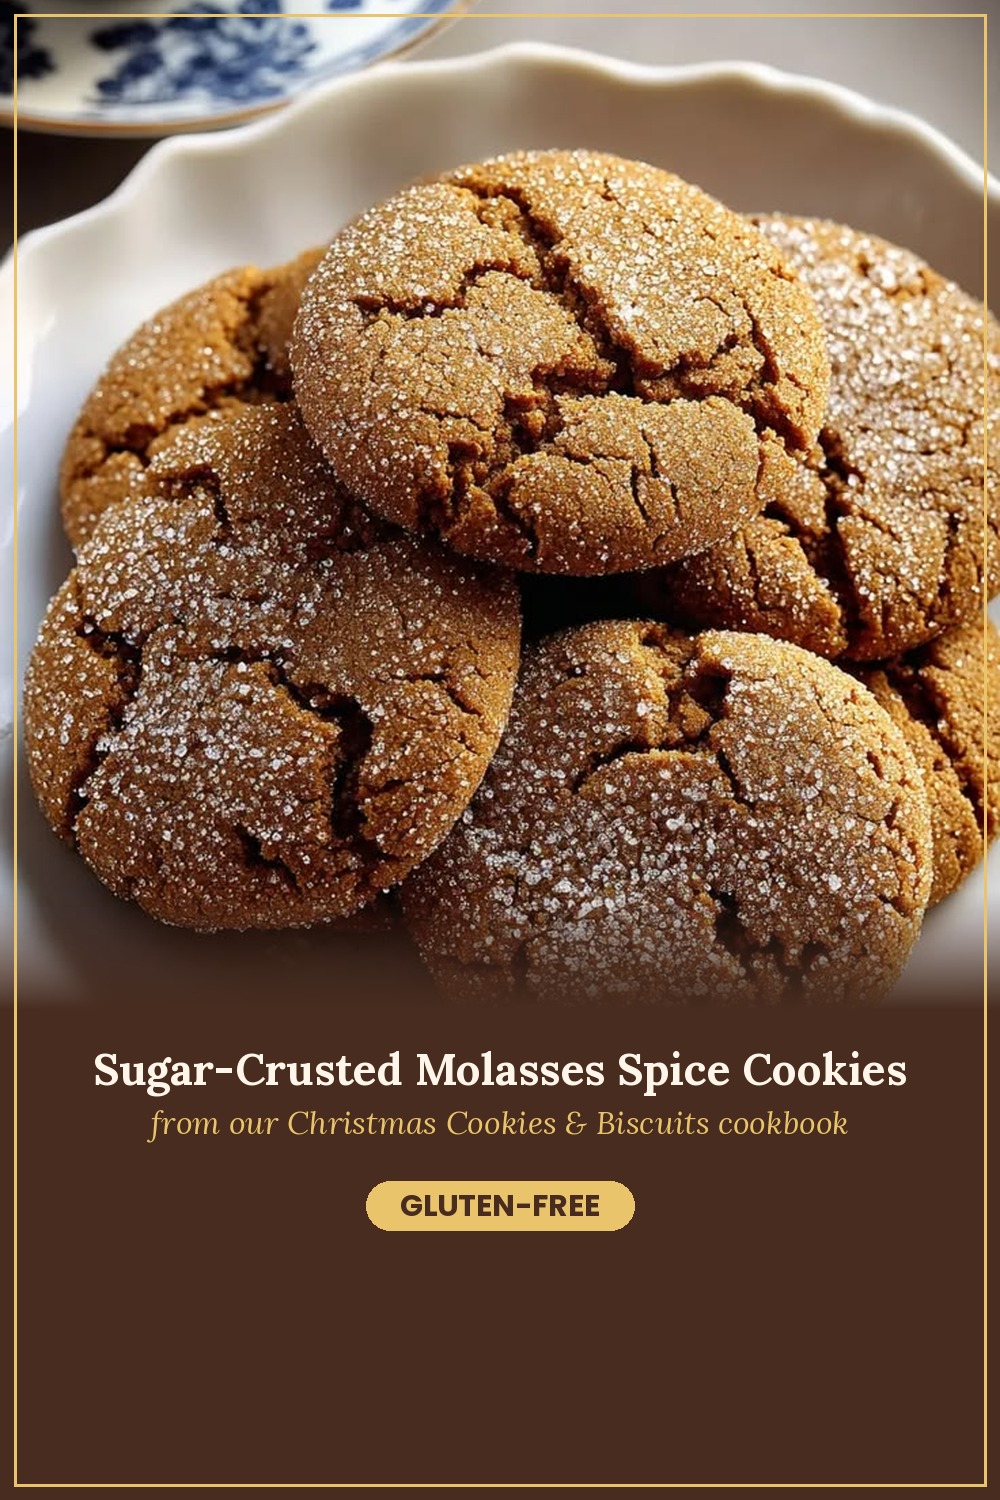 Sugar-Crusted Molasses Spice Cookies
from our Christmas Cookies & Biscuits cookbook
GLUTEN-FREE